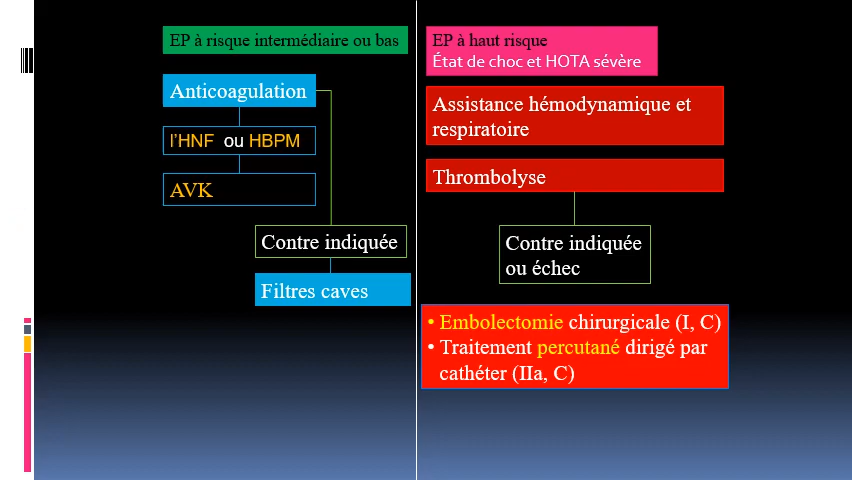 EP à risque intermédiaire ou bas
Anticoagulation
l’HNF ou HBPM
AVK
Contre indiquée
Filtres caves
EP à haut risque
État de choc et HOTA sévère
Assistance hémodynamique et
respiratoire
Thrombolyse
Contre indiquée
ou échec
• Embolectomie chirurgicale (I, C)
• Traitement percutané dirigé par
cathéter (IIa, C)